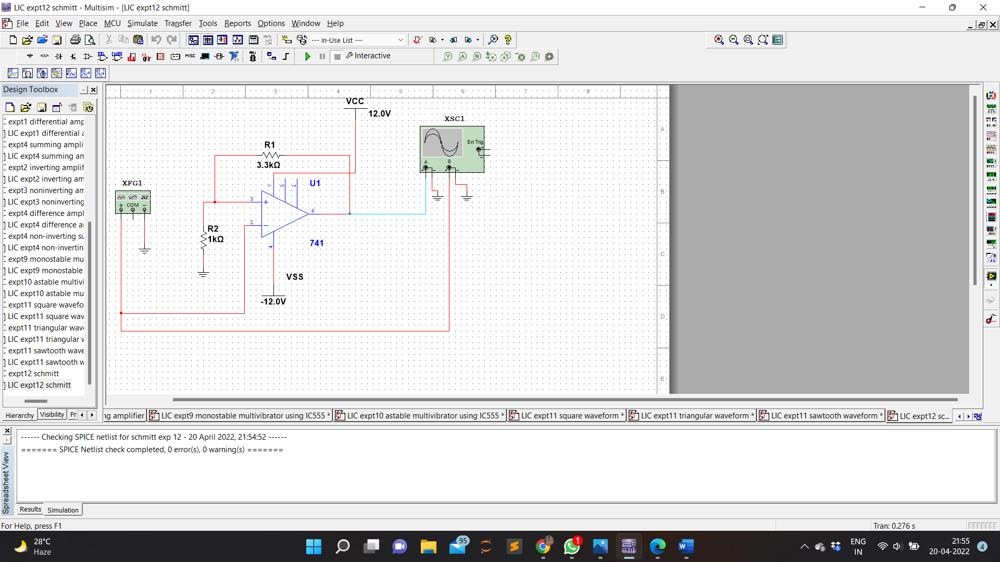 LIC expt12 schmitt - Multisim - [LIC expt12 schmitt]
File Edit View Place MCU Simulate Transfer Tools Reports Options Window Help
--- In-Use List ---
MISC
Interactive
Design Toolbox
C expt1 differential amp
LIC expt1 differential a
C expt4 summing ampli
LIC expt4 summing am
C expt2 inverting amplif
LIC expt2 inverting am
C expt3 noninverting am
LIC expt3 noninverting
C expt4 difference ampl
LIC expt4 difference a
C expt4 non-inverting su
LIC expt4 non-invertin
C expt9 monostable mu
LIC expt9 monostable
C expt10 astable multivi
LIC expt10 astable mu
C expt11 square wavefo
LIC expt11 square wav
C expt11 triangular wav
LIC expt11 triangular w
C expt11 sawtooth wave
LIC expt11 sawtooth w
C expt12 schmitt
LIC expt12 schmitt
Hierarchy Visibility Pr
1 2 3 4 5 6 7 8
A
B
C
D
E
VCC
12.0V
XSC1
Ext Trig
+
−
A B
+ − + −
R1
3.3kΩ
XFG1
+ COM −
U1
7 5 1
3 +
6
2 −
4
R2
1kΩ
741
VSS
-12.0V
ng amplifier
LIC expt9 monostable multivibrator using IC555 *
LIC expt10 astable multivibrator using IC555 *
LIC expt11 square waveform *
LIC expt11 triangular waveform *
LIC expt11 sawtooth waveform *
LIC expt12 sc...
------ Checking SPICE netlist for schmitt exp 12 - 20 April 2022, 21:54:52 ------
======= SPICE Netlist check completed, 0 error(s), 0 warning(s) =======
Spreadsheet View
Results Simulation
For Help, press F1
Tran: 0.276 s
28°C
Haze
95
1
ENG
IN
21:55
20-04-2022
4